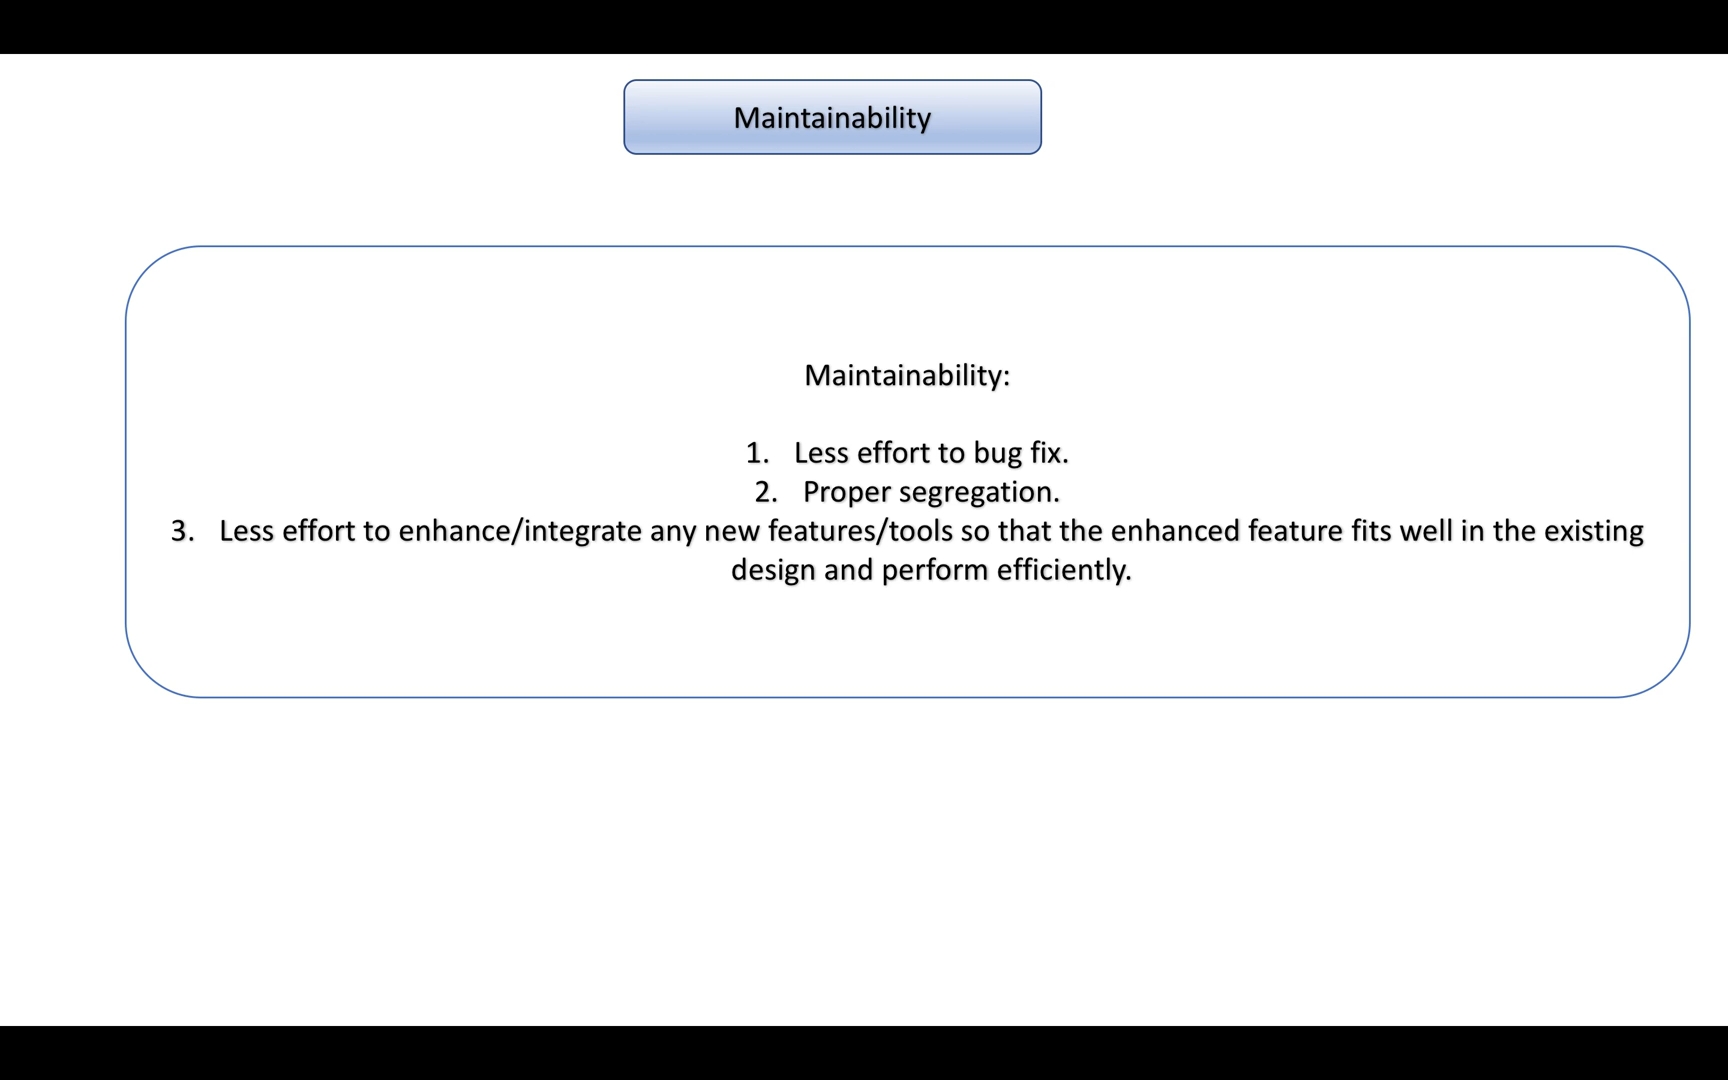 Maintainability
Maintainability:
1. Less effort to bug fix.
2. Proper segregation.
3. Less effort to enhance/integrate any new features/tools so that the enhanced feature fits well in the existing
design and perform efficiently.